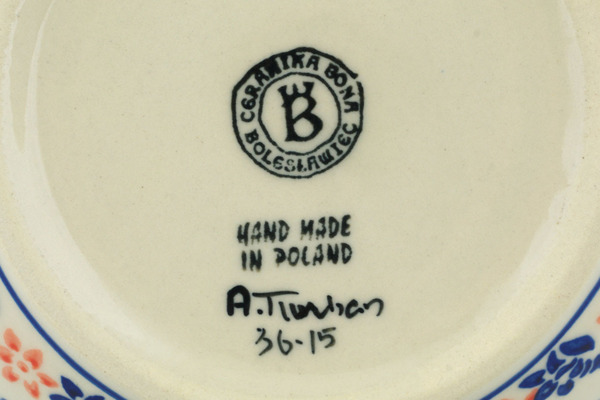 CERAMIKA BONA
B
BOLESŁAWIEC
HAND MADE
IN POLAND
A.
36-15